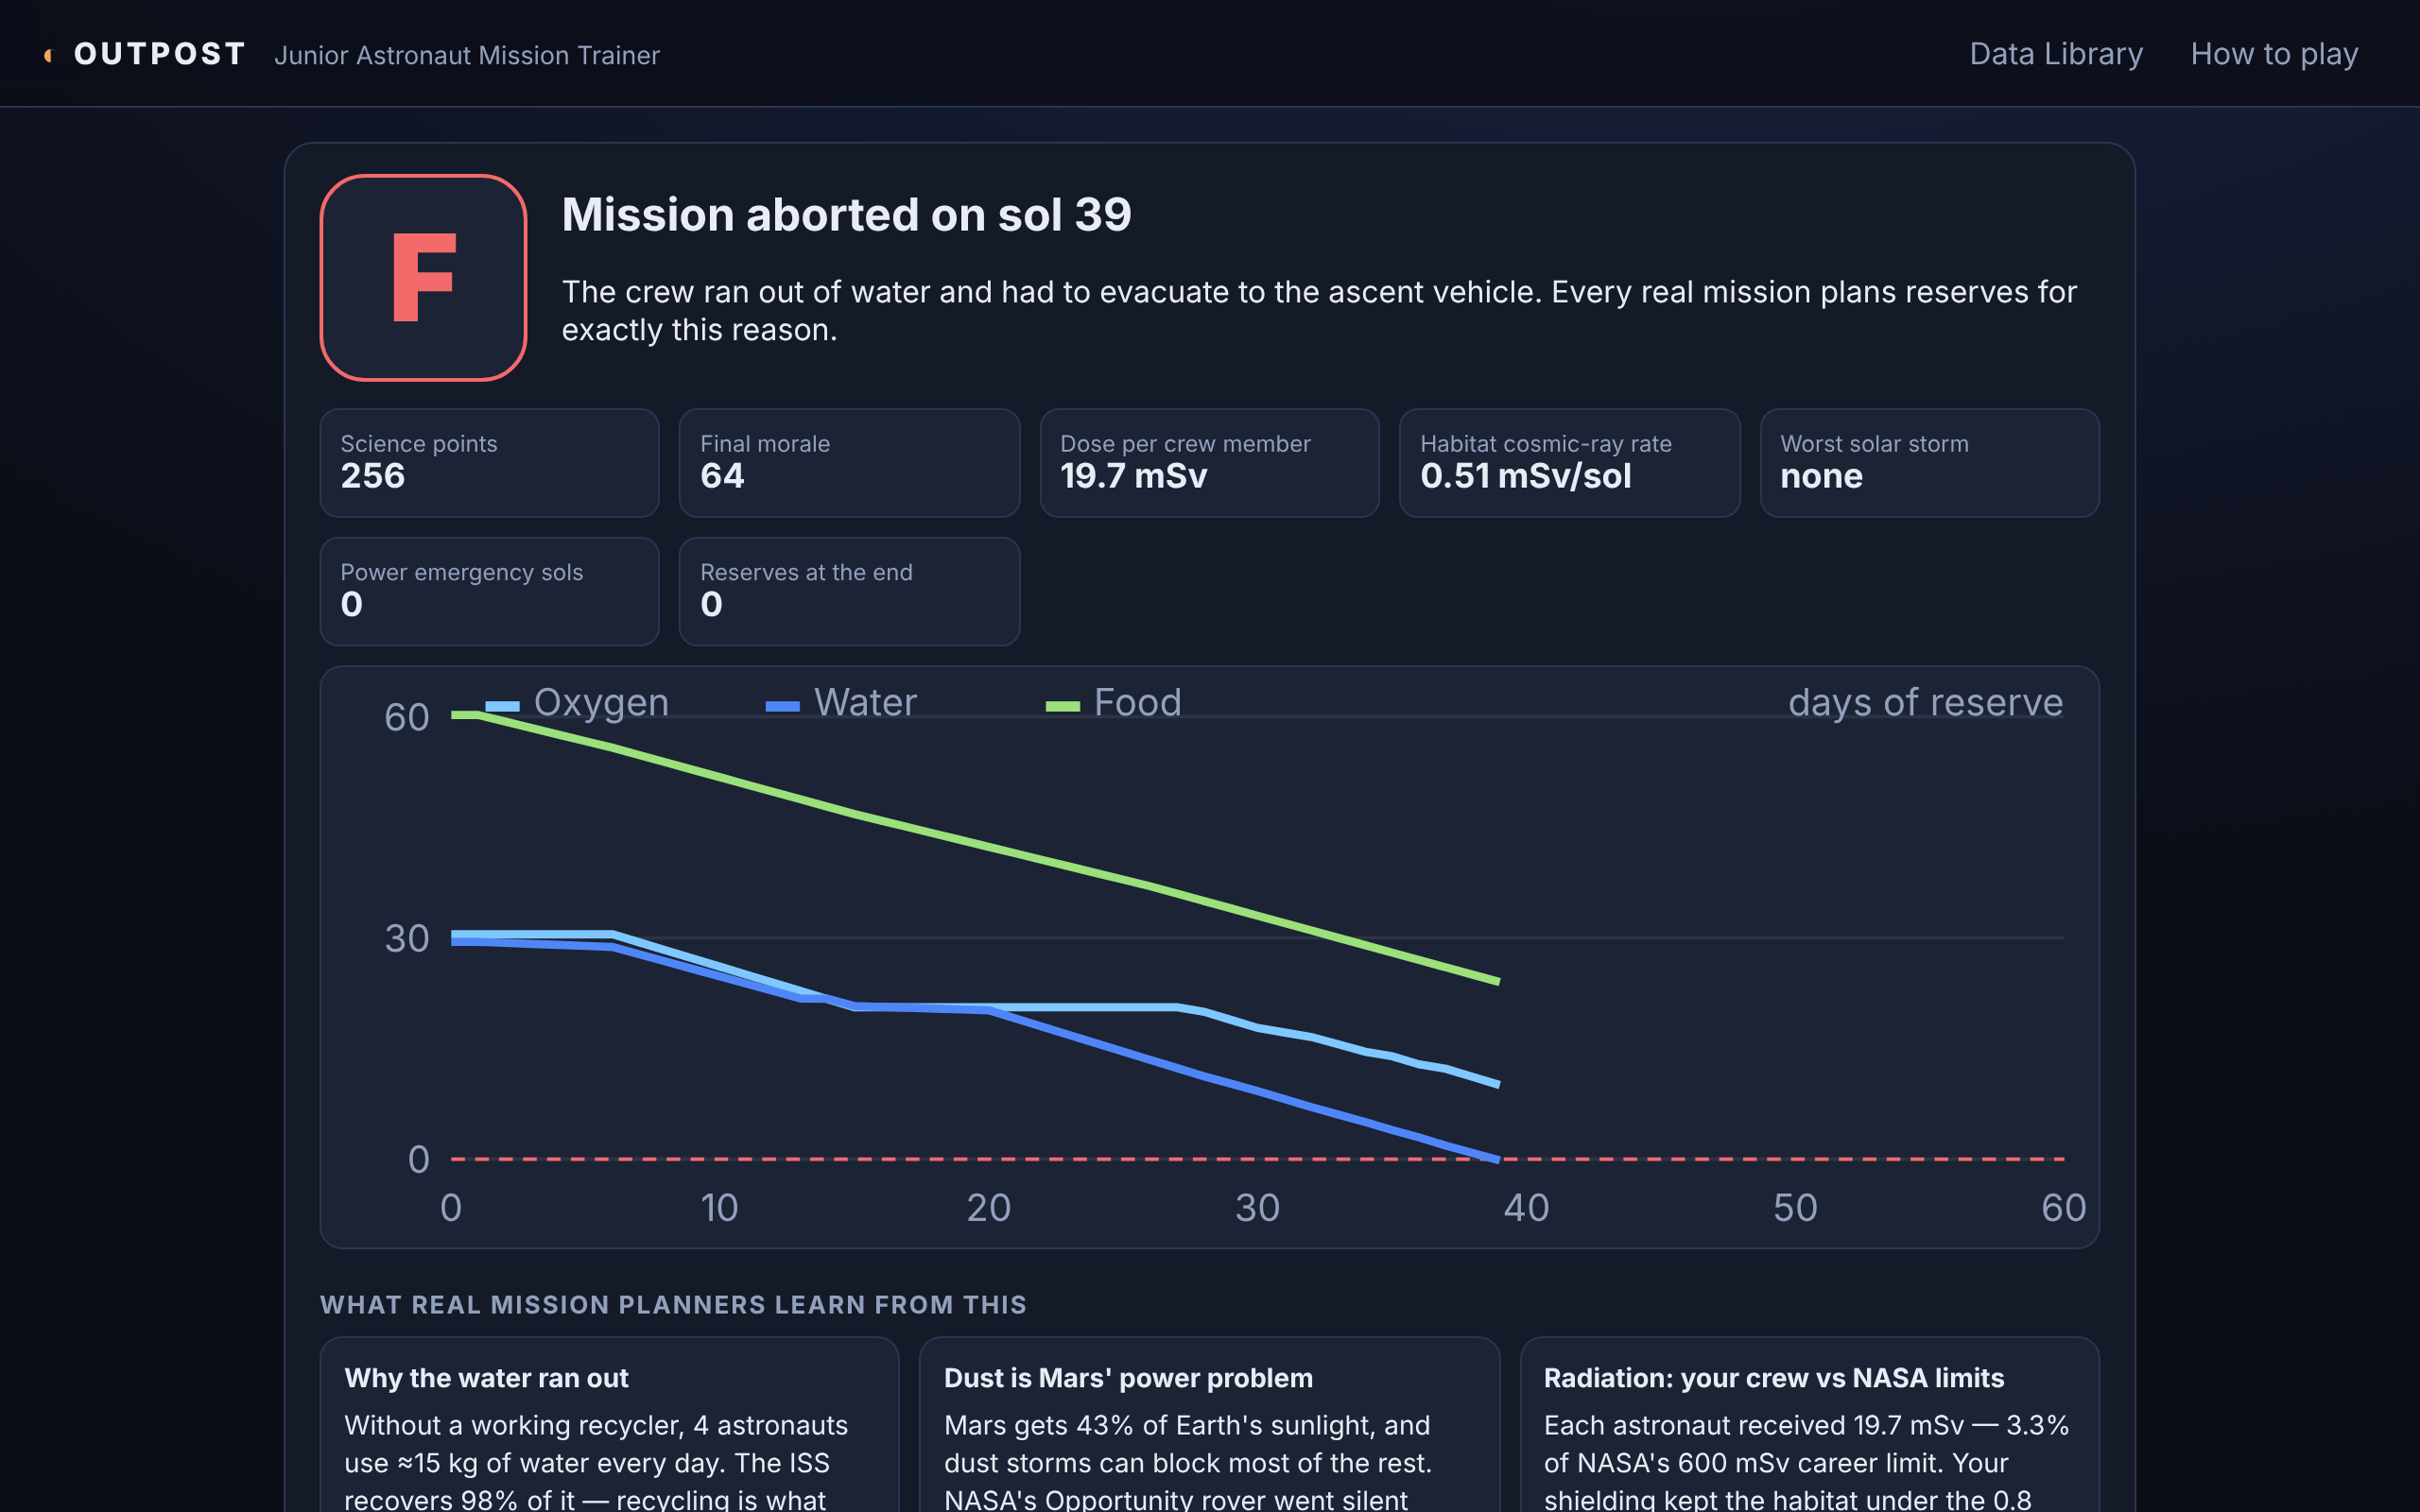 OUTPOST Junior Astronaut Mission Trainer Data Library How to play
F
Mission aborted on sol 39
The crew ran out of water and had to evacuate to the ascent vehicle. Every real mission plans reserves for
exactly this reason.
Science points
256
Final morale
64
Dose per crew member
19.7 mSv
Habitat cosmic-ray rate
0.51 mSv/sol
Worst solar storm
none
Power emergency sols
0
Reserves at the end
0
Oxygen Water Food days of reserve
60
30
0
0 10 20 30 40 50 60
WHAT REAL MISSION PLANNERS LEARN FROM THIS
Why the water ran out
Without a working recycler, 4 astronauts
use ≈15 kg of water every day. The ISS
recovers 98% of it — recycling is what
Dust is Mars' power problem
Mars gets 43% of Earth's sunlight, and
dust storms can block most of the rest.
NASA's Opportunity rover went silent
Radiation: your crew vs NASA limits
Each astronaut received 19.7 mSv — 3.3%
of NASA's 600 mSv career limit. Your
shielding kept the habitat under the 0.8